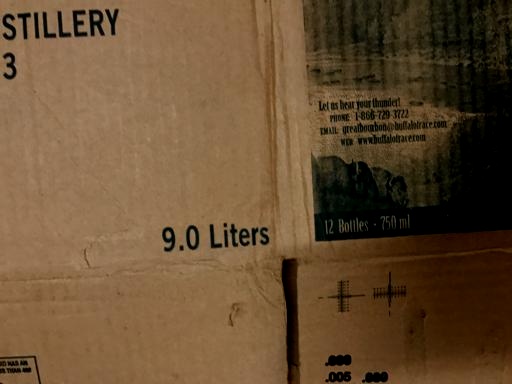 STILLERY
3
Let us hear your thunder!
PHONE: 1-866-729-3722
EMAIL: greatbourbon@buffalotrace.com
WEB: www.buffalotrace.com
12 Bottles - 750 ml
9.0 Liters
.005